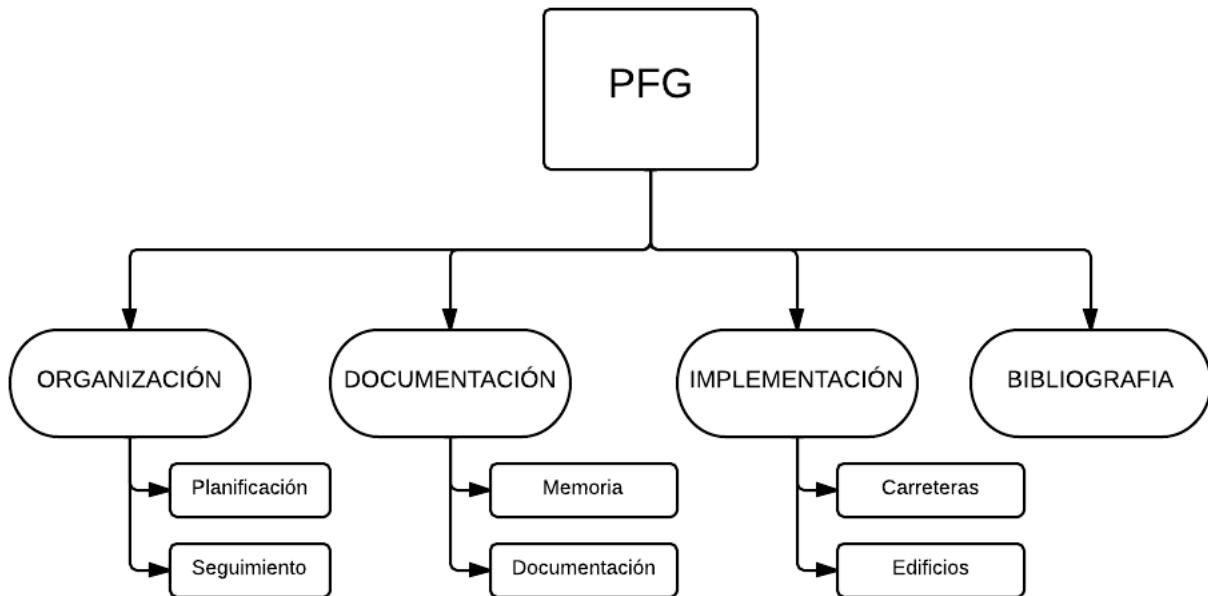 PFG
ORGANIZACIÓN
DOCUMENTACIÓN
IMPLEMENTACIÓN
BIBLIOGRAFIA
Planificación
Memoria
Carreteras
Seguimiento
Documentación
Edificios